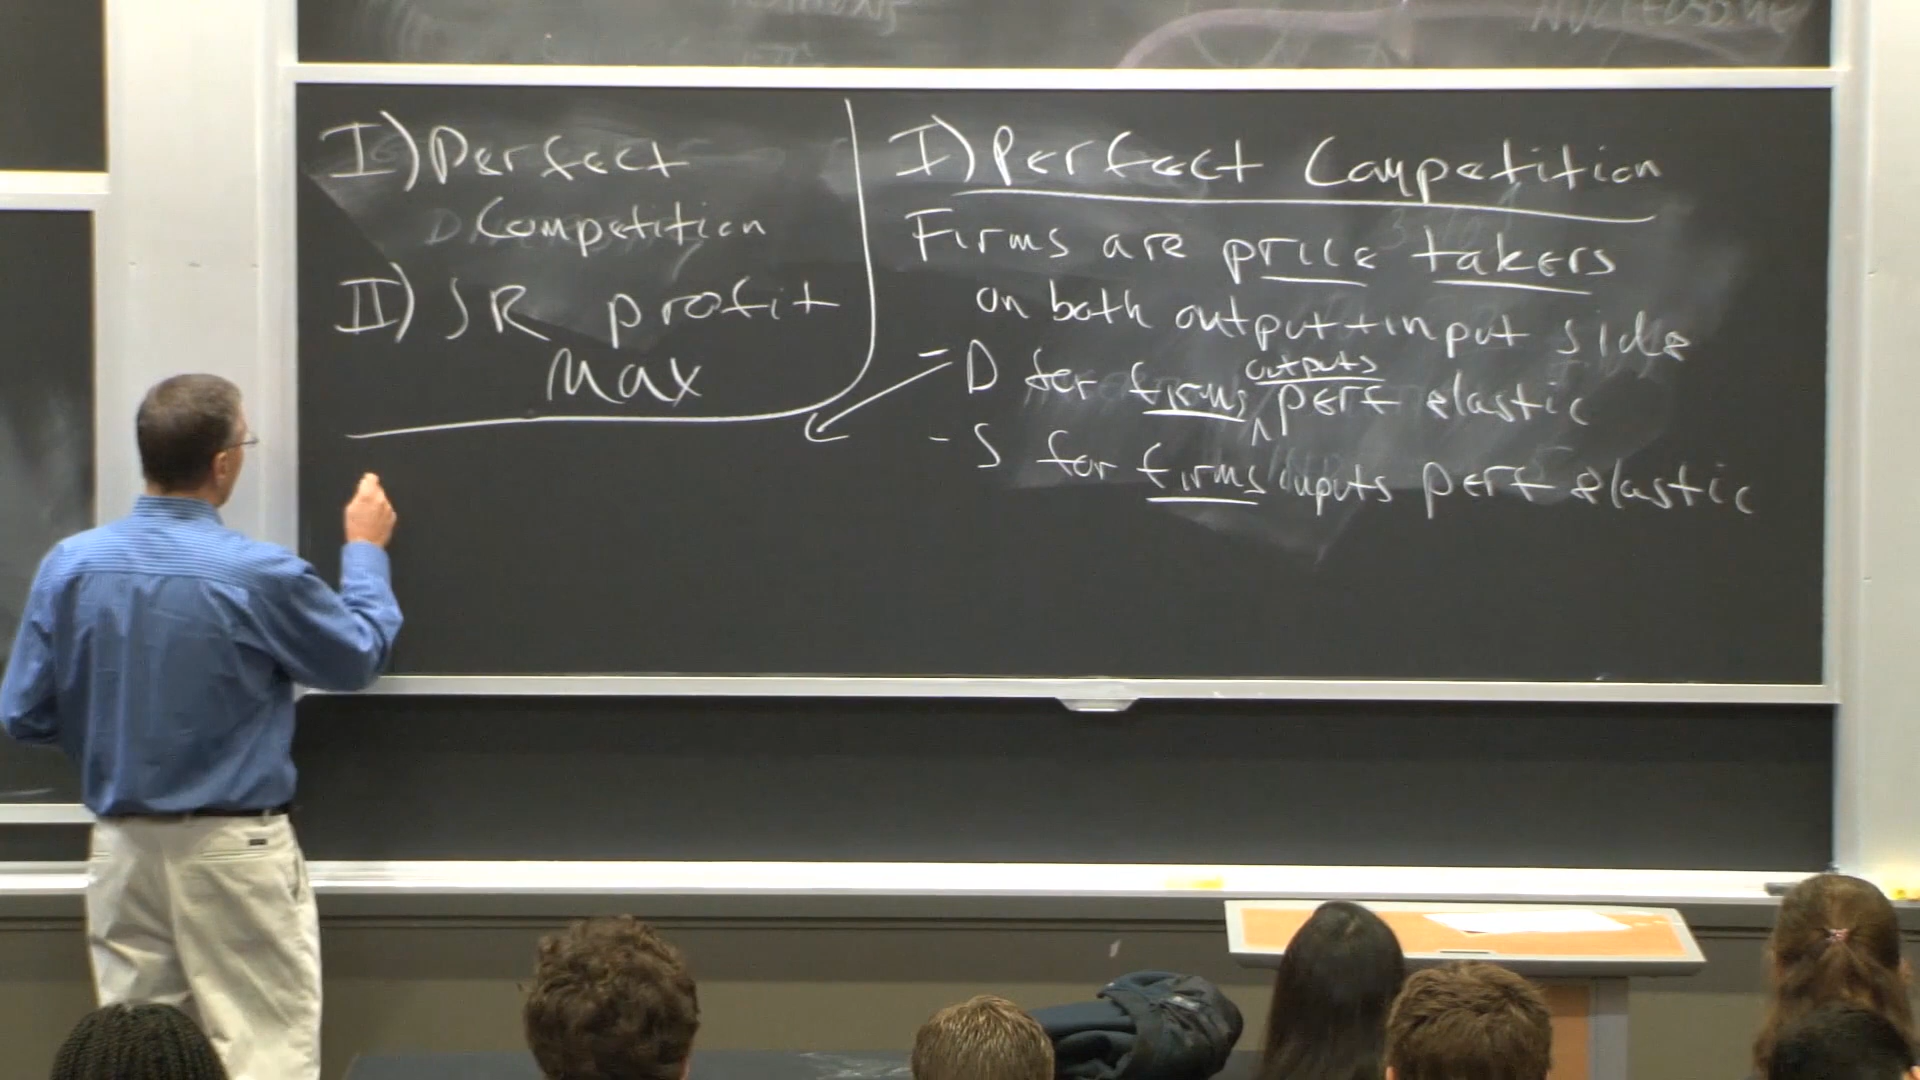 I) Perfect
Competition
II) SR profit
Max
I) Perfect Competition
Firms are price takers
on both output + input side
- D for firms ^ outputs perf elastic
- S for firms inputs perf elastic